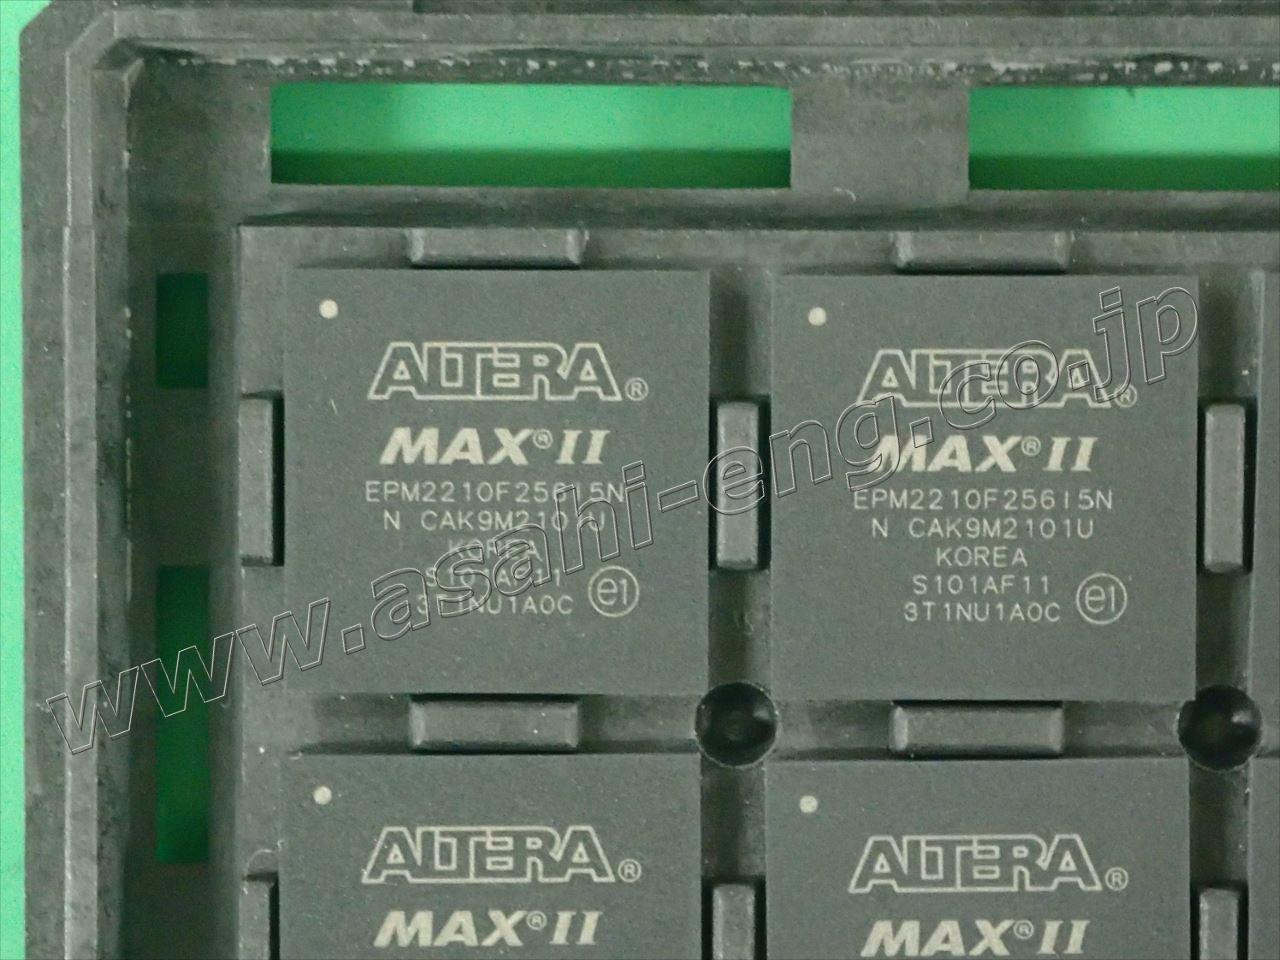 ALTERA®
MAX® II
EPM2210F256I5N
N CAK9M2101U
KOREA
3T1NU1A0C
e1
ALTERA®
MAX® II
EPM2210F256I5N
N CAK9M2101U
KOREA
S101AF11
3T1NU1A0C
e1
ALTERA®
MAX® II
ALTERA®
MAX® II
www.asahi-eng.co.jp